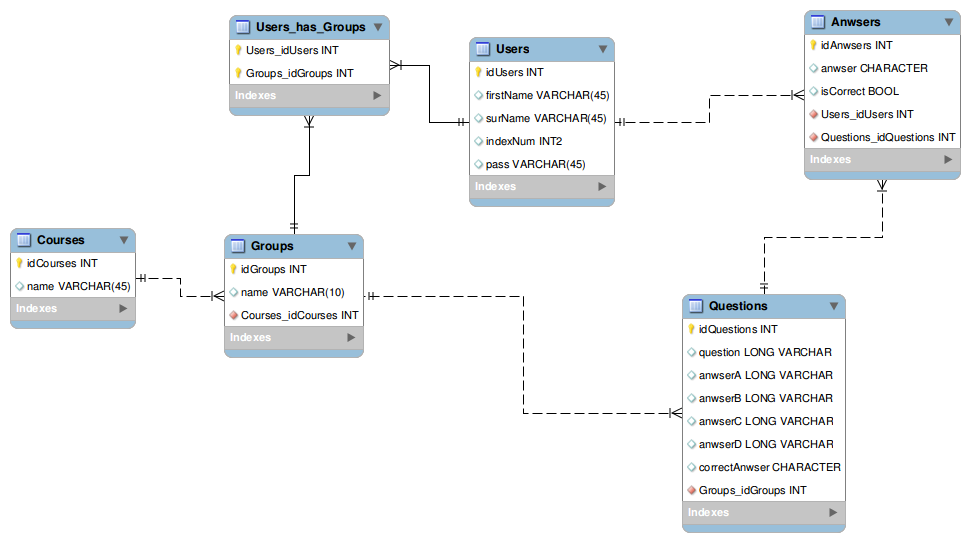 Users_has_Groups
Users_idUsers INT
Groups_idGroups INT
Indexes
Users
idUsers INT
firstName VARCHAR(45)
surName VARCHAR(45)
indexNum INT2
pass VARCHAR(45)
Indexes
Anwsers
idAnwsers INT
anwser CHARACTER
isCorrect BOOL
Users_idUsers INT
Questions_idQuestions INT
Indexes
Courses
idCourses INT
name VARCHAR(45)
Indexes
Groups
idGroups INT
name VARCHAR(10)
Courses_idCourses INT
Indexes
Questions
idQuestions INT
question LONG VARCHAR
anwserA LONG VARCHAR
anwserB LONG VARCHAR
anwserC LONG VARCHAR
anwserD LONG VARCHAR
correctAnwser CHARACTER
Groups_idGroups INT
Indexes